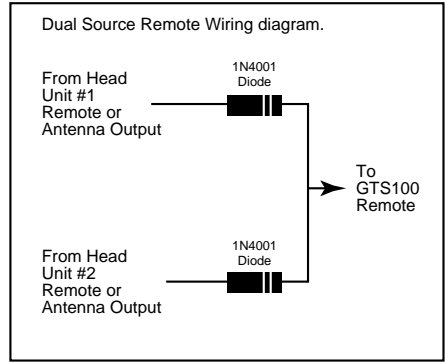 Dual Source Remote Wiring diagram.
1N4001
Diode
From Head
Unit #1
Remote or
Antenna Output
To
GTS100
Remote
1N4001
Diode
From Head
Unit #2
Remote or
Antenna Output